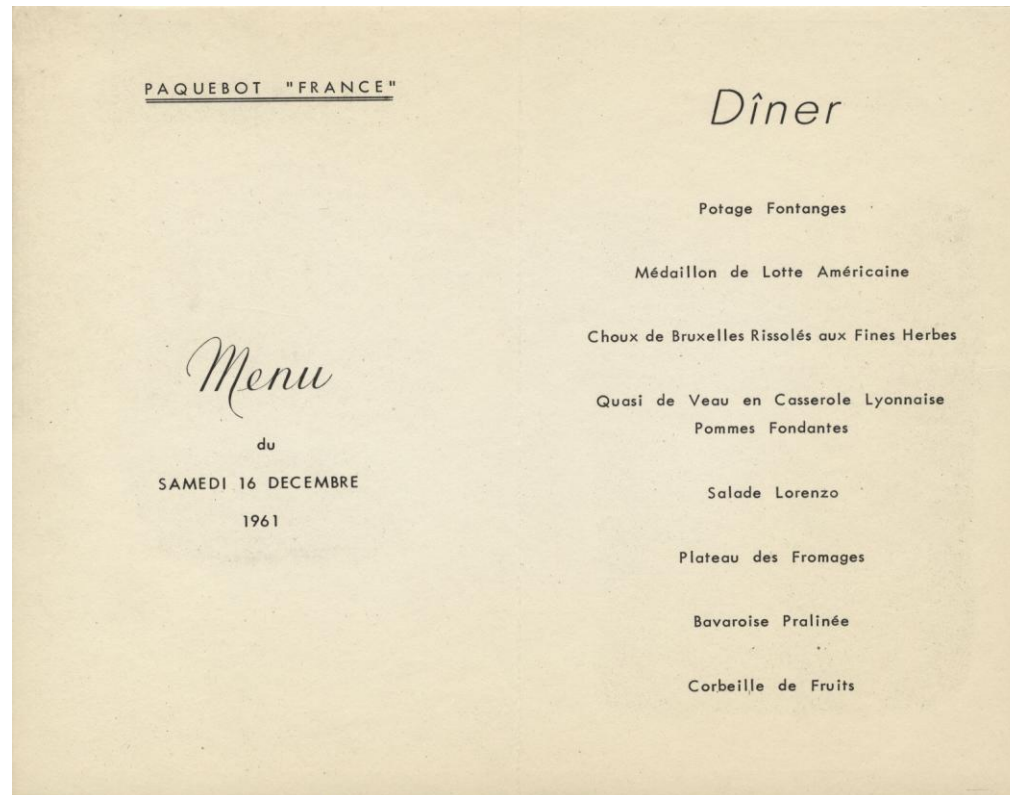 PAQUEBOT "FRANCE"
Menu
du
SAMEDI 16 DECEMBRE
1961
Dîner
Potage Fontanges
Médaillon de Lotte Américaine
Choux de Bruxelles Rissolés aux Fines Herbes
Quasi de Veau en Casserole Lyonnaise
Pommes Fondantes
Salade Lorenzo
Plateau des Fromages
Bavaroise Pralinée
Corbeille de Fruits